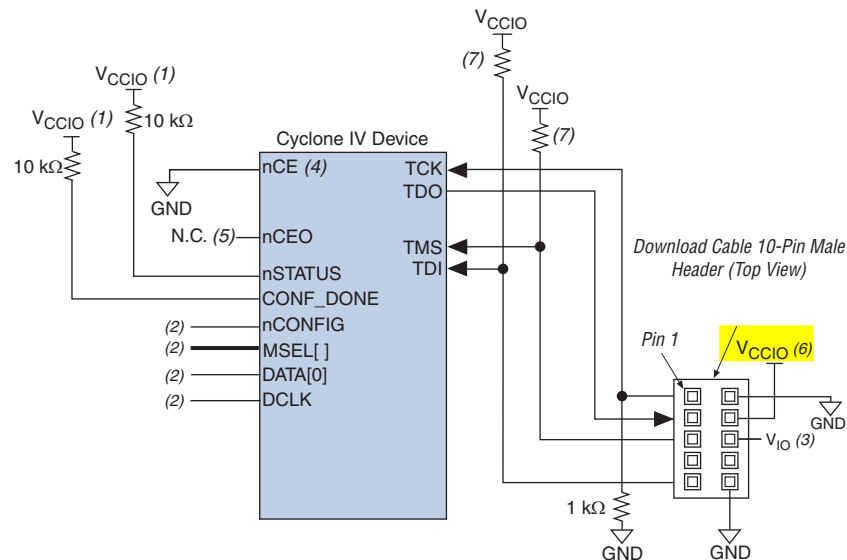 VCCIO
(7)
VCCIO (1)
VCCIO
VCCIO (1)
10 kΩ
(7)
10 kΩ
Cyclone IV Device
nCE (4)
TCK
GND
TDO
N.C. (5)
nCEO
TMS
Download Cable 10-Pin Male
Header (Top View)
TDI
nSTATUS
CONF_DONE
(2)
nCONFIG
Pin 1
VCCIO (6)
(2)
MSEL[ ]
(2)
DATA[0]
(2)
DCLK
GND
VIO (3)
1 kΩ
GND
GND